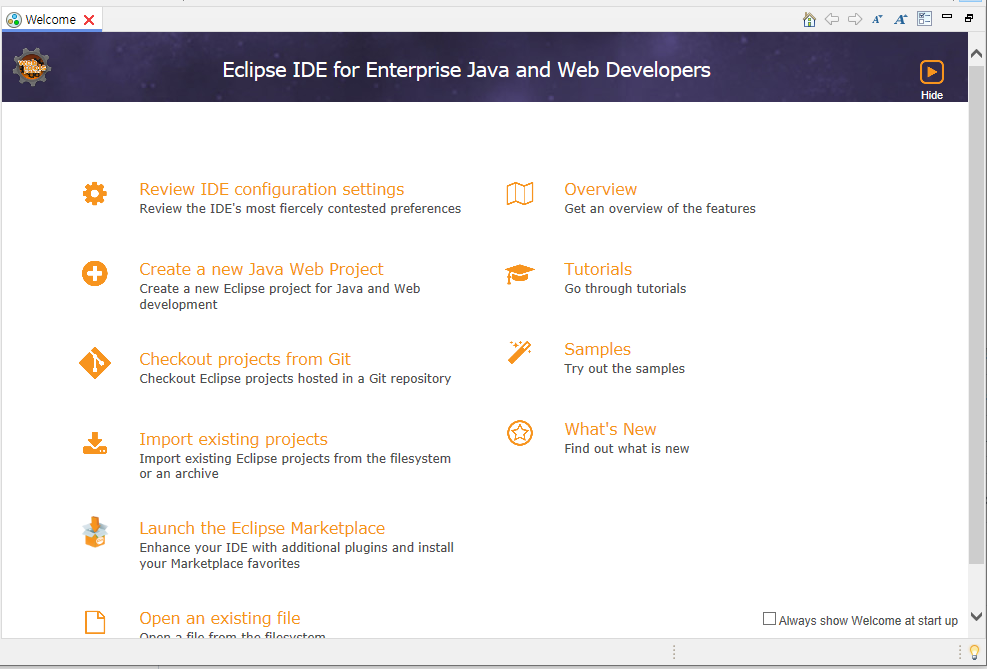 Welcome
Eclipse IDE for Enterprise Java and Web Developers
Hide
Review IDE configuration settings
Review the IDE's most fiercely contested preferences
Create a new Java Web Project
Create a new Eclipse project for Java and Web
development
Checkout projects from Git
Checkout Eclipse projects hosted in a Git repository
Import existing projects
Import existing Eclipse projects from the filesystem
or an archive
Launch the Eclipse Marketplace
Enhance your IDE with additional plugins and install
your Marketplace favorites
Open an existing file
Open a file from the filesystem
Overview
Get an overview of the features
Tutorials
Go through tutorials
Samples
Try out the samples
What's New
Find out what is new
Always show Welcome at start up